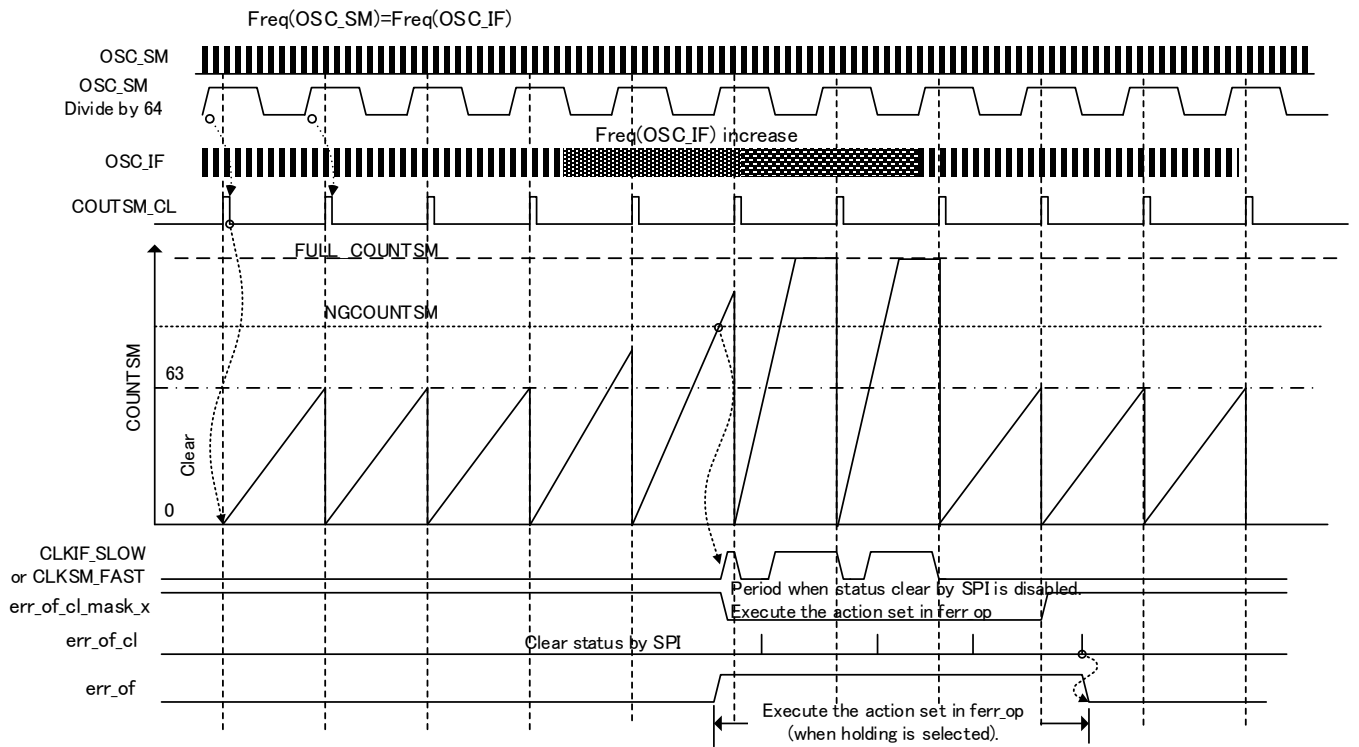 Freq(OSC_SM)=Freq(OSC_IF)
OSC_SM
OSC_SM
Divide by 64
Freq(OSC_IF) increase
OSC_IF
COUTSM_CL
FULL COUNTSM
NGCOUNTSM
63
COUNTSM
Clear
0
CLKIF_SLOW
or CLKSM_FAST
Period when status clear by SPI is disabled.
err_of_cl_mask_x
Execute the action set in ferr op
err_of_cl
Clear status by SPI
err_of
Execute the action set in ferr_op
(when holding is selected).